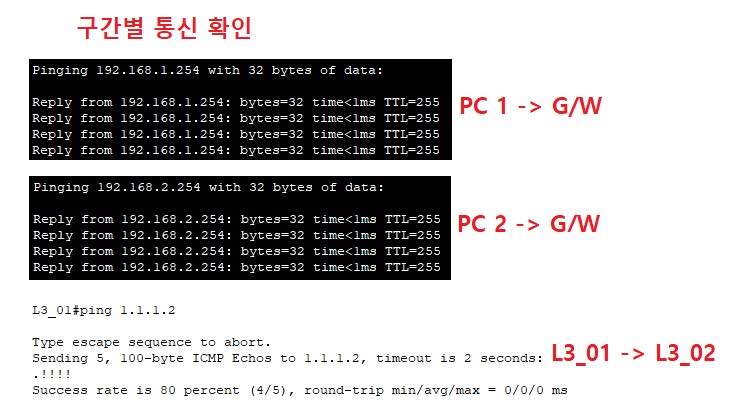 구간별 통신 확인
Pinging 192.168.1.254 with 32 bytes of data:
Reply from 192.168.1.254: bytes=32 time<1ms TTL=255
Reply from 192.168.1.254: bytes=32 time<1ms TTL=255
Reply from 192.168.1.254: bytes=32 time<1ms TTL=255
Reply from 192.168.1.254: bytes=32 time<1ms TTL=255
PC 1 -> G/W
Pinging 192.168.2.254 with 32 bytes of data:
Reply from 192.168.2.254: bytes=32 time<1ms TTL=255
Reply from 192.168.2.254: bytes=32 time<1ms TTL=255
Reply from 192.168.2.254: bytes=32 time<1ms TTL=255
Reply from 192.168.2.254: bytes=32 time<1ms TTL=255
PC 2 -> G/W
L3_01#ping 1.1.1.2
Type escape sequence to abort.
Sending 5, 100-byte ICMP Echos to 1.1.1.2, timeout is 2 seconds:
.!!!!
Success rate is 80 percent (4/5), round-trip min/avg/max = 0/0/0 ms
L3_01 -> L3_02